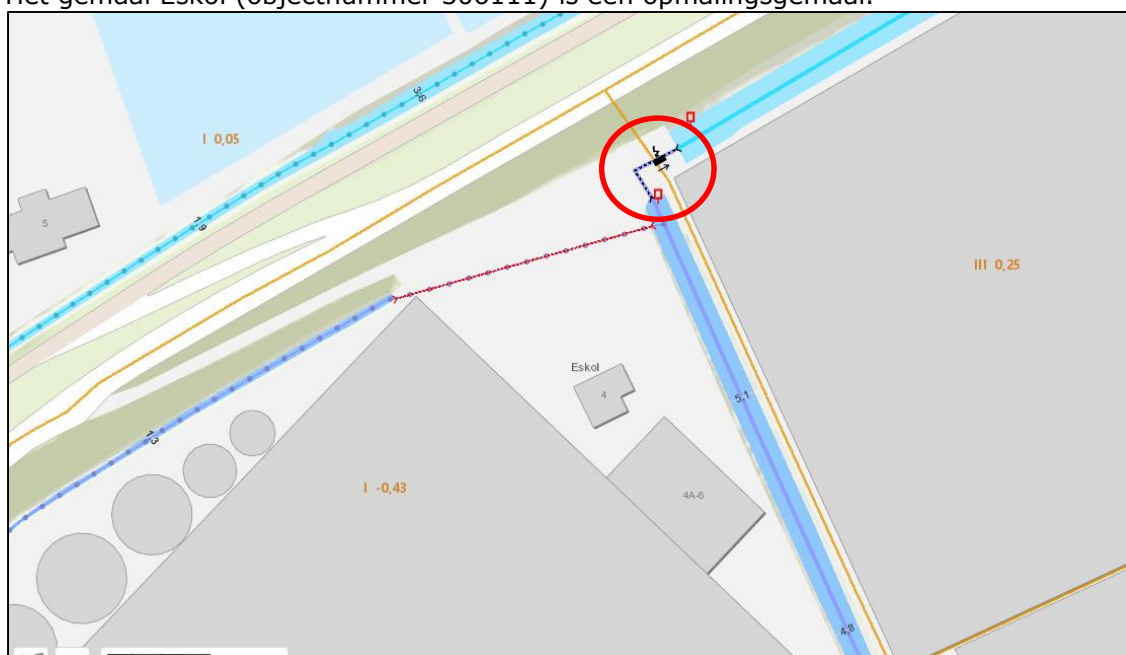 Het gemaal Eskol (objectnummer 306111) is een opmalingsgemaal.
3,6
I 0,05
1,9
5
III 0,25
Eskol
4
5,1
1,3
I -0,43
4A-6
4,8